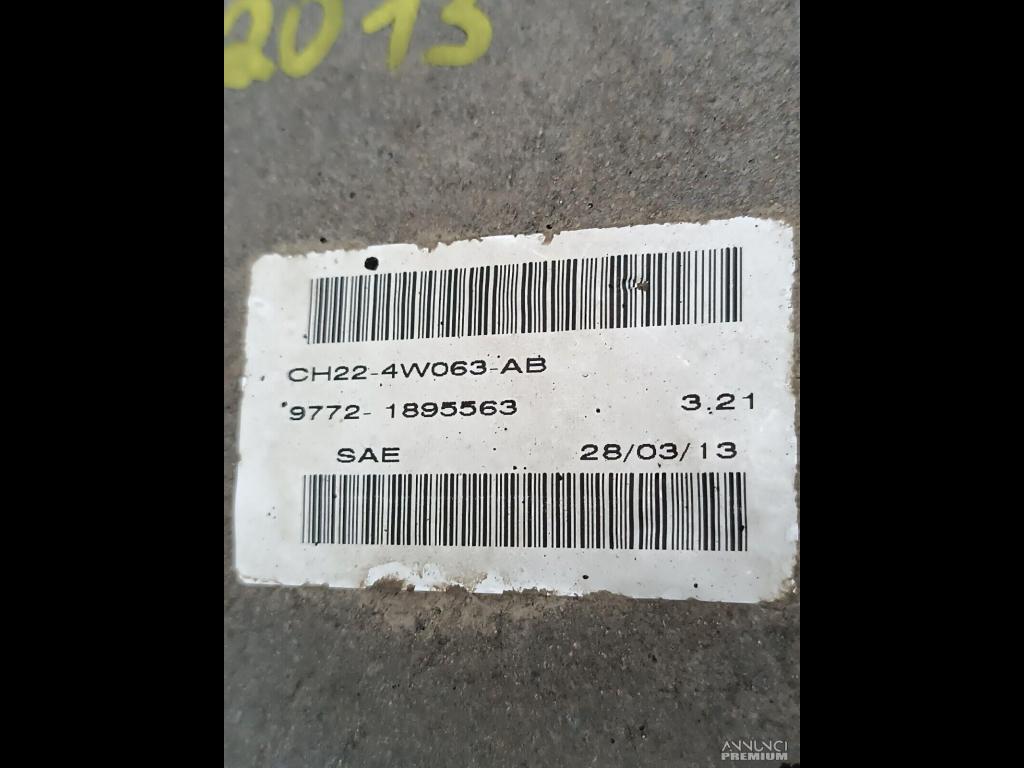 2013
CH22-4W063-AB
9772- 1895563 3.21
SAE 28/03/13
ANNUNCI
PREMIUM